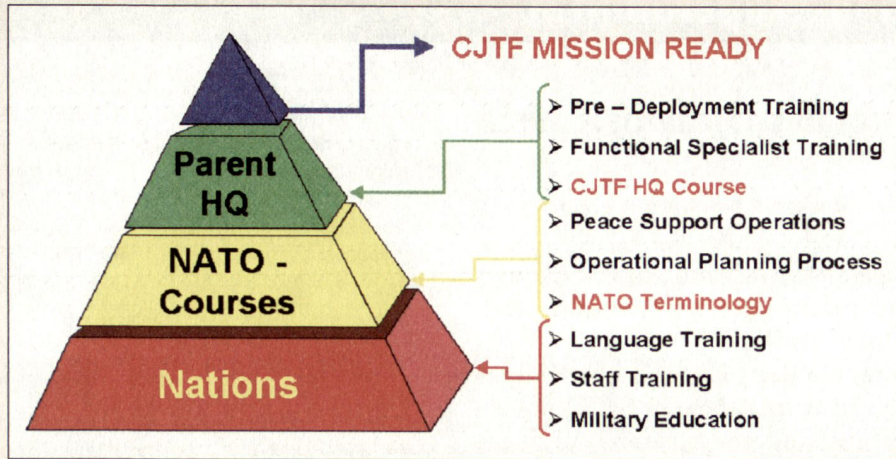 CJTF MISSION READY
Parent
HQ
➢ Pre – Deployment Training
➢ Functional Specialist Training
➢ CJTF HQ Course
NATO -
Courses
➢ Peace Support Operations
➢ Operational Planning Process
➢ NATO Terminology
Nations
➢ Language Training
➢ Staff Training
➢ Military Education